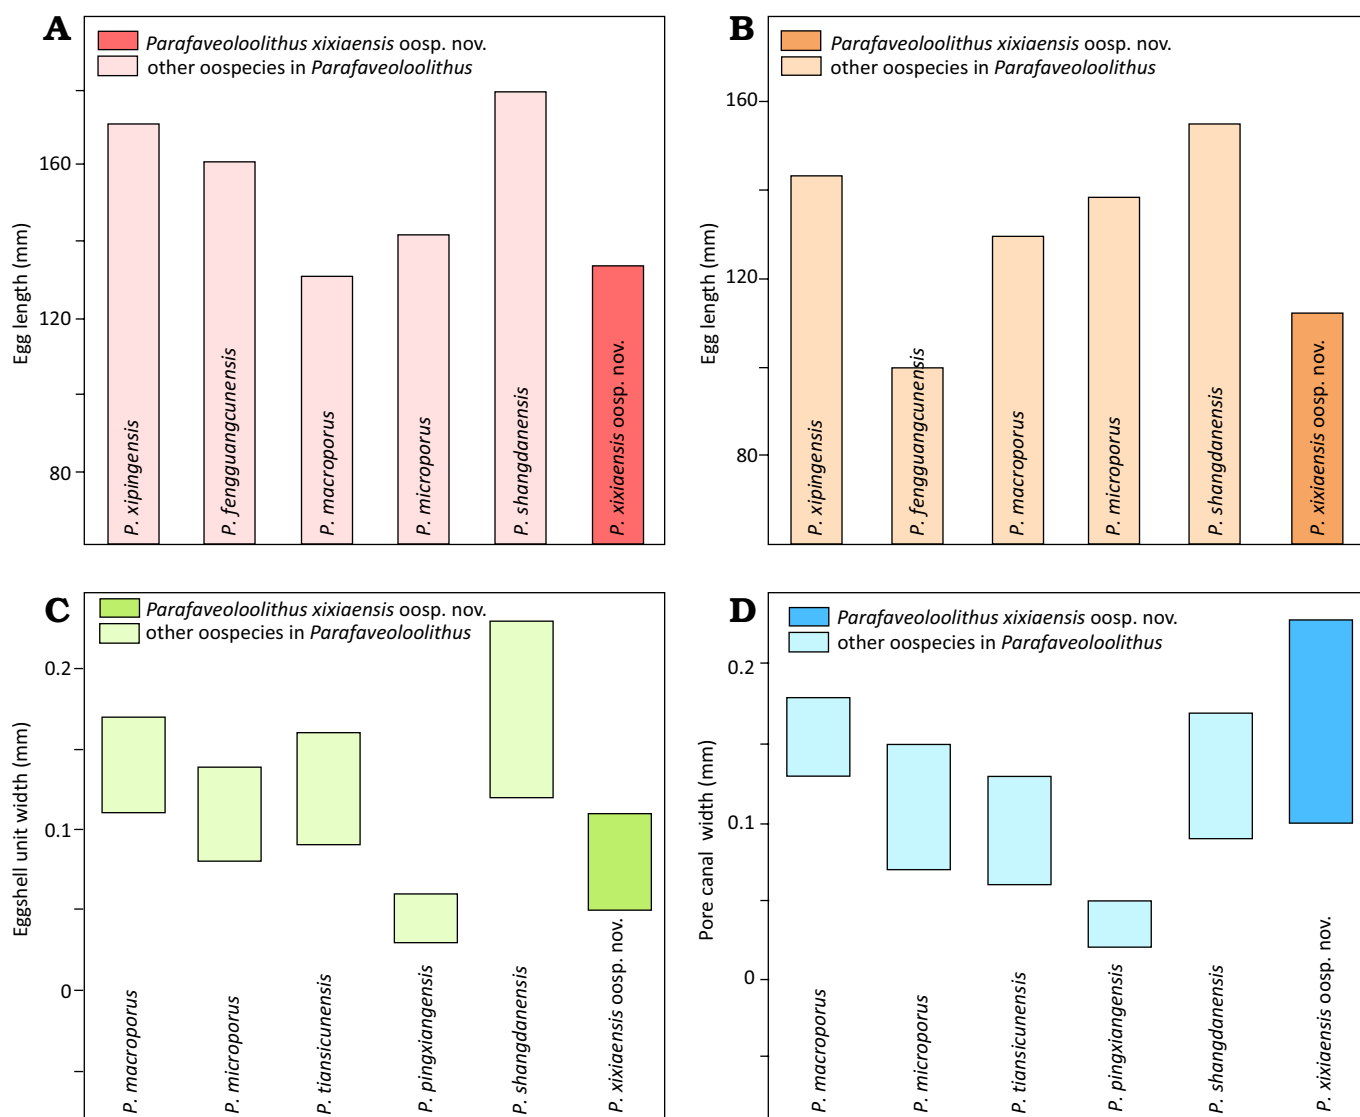 A
Parafaveoloolithus xixiaensis oosp. nov.
other oospecies in Parafaveoloolithus
Egg length (mm)
160
120
80
P. xipingensis
P. fengguangcunensis
P. macroporus
P. microporus
P. shangdanensis
P. xixiaensis oosp. nov.
B
Parafaveoloolithus xixiaensis oosp. nov.
other oospecies in Parafaveoloolithus
Egg length (mm)
160
120
80
P. xipingensis
P. fengguangcunensis
P. macroporus
P. microporus
P. shangdanensis
P. xixiaensis oosp. nov.
C
Parafaveoloolithus xixiaensis oosp. nov.
other oospecies in Parafaveoloolithus
Eggshell unit width (mm)
0.2
0.1
0
P. macroporus
P. microporus
P. tiansicunensis
P. pingxiangensis
P. shangdanensis
P. xixiaensis oosp. nov.
D
Parafaveoloolithus xixiaensis oosp. nov.
other oospecies in Parafaveoloolithus
Pore canal width (mm)
0.2
0.1
0
P. macroporus
P. microporus
P. tiansicunensis
P. pingxiangensis
P. shangdanensis
P. xixiaensis oosp. nov.